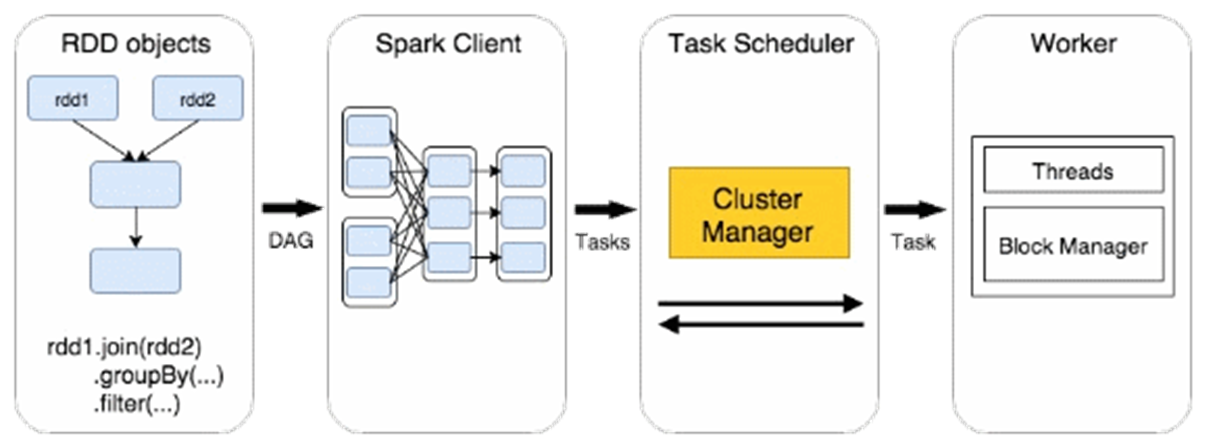 RDD objects
rdd1
rdd2
rdd1.join(rdd2)
.groupBy(...)
.filter(...)
DAG
Spark Client
Tasks
Task Scheduler
Cluster
Manager
Task
Worker
Threads
Block Manager